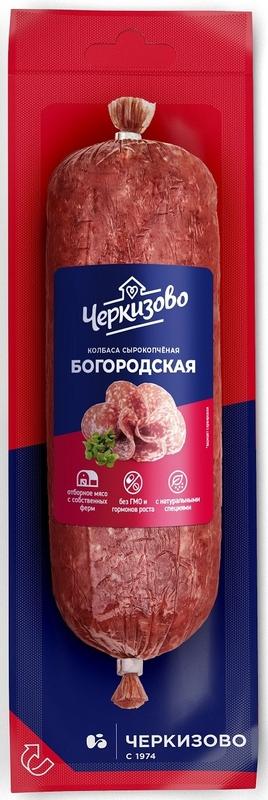 Черкизово
КОЛБАСА СЫРОКОПЧЁНАЯ
БОГОРОДСКАЯ
отборное мясо
с собственных
ферм
без ГМО и
гормонов роста
с натуральными
специями
ЧЕРКИЗОВО
С 1974